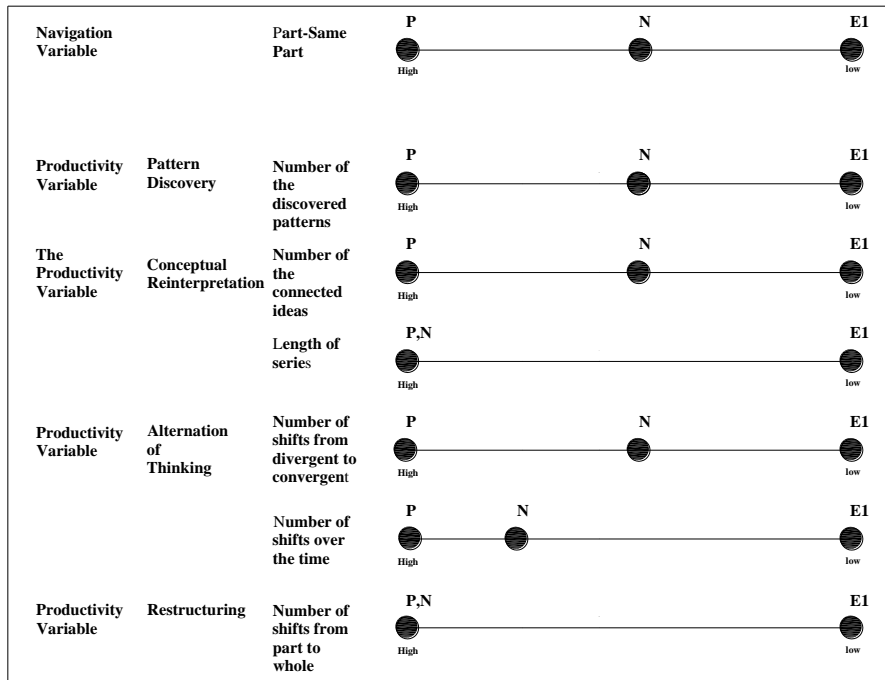 P N E1
Navigation Part-Same
Variable Part
High low
P N E1
Productivity Pattern Number of
Variable Discovery the
discovered
patterns
High low
P N E1
The Conceptual Number of
Productivity Reinterpretation the
Variable connected
ideas
High low
P,N E1
Length of
series
High low
P N E1
Productivity Alternation Number of
Variable of shifts from
Thinking divergent to
convergent
High low
P N E1
Number of
shifts over
the time
High low
P,N E1
Productivity Restructuring Number of
Variable shifts from
part to
whole
High low